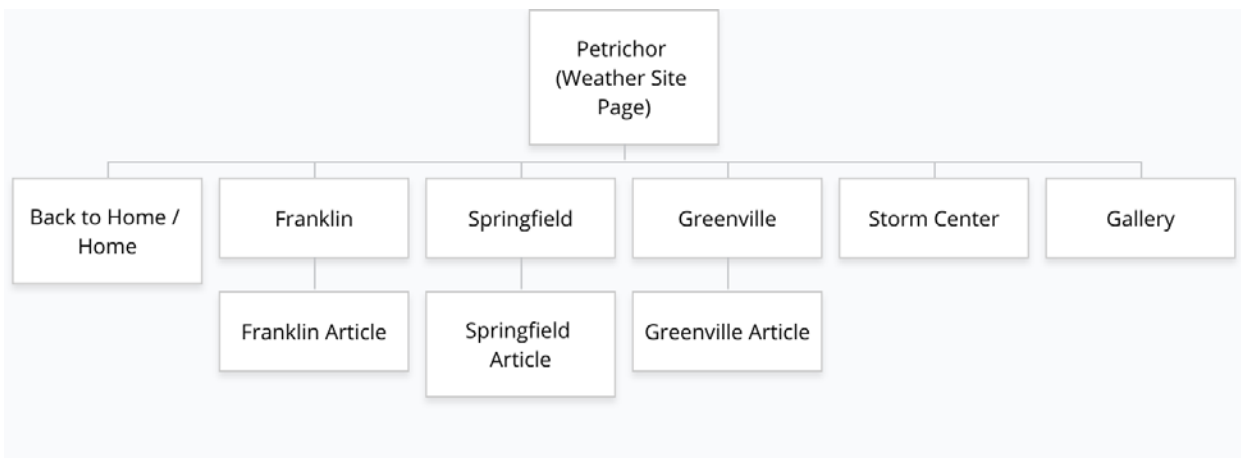 Petrichor
(Weather Site
Page)
Back to Home /
Home
Franklin
Springfield
Greenville
Storm Center
Gallery
Franklin Article
Springfield
Article
Greenville Article